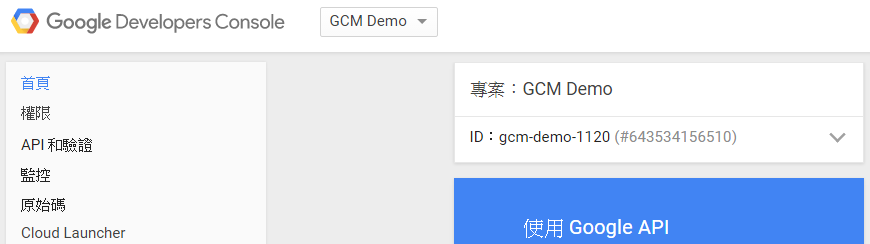 Google Developers Console
GCM Demo
首頁
權限
API 和驗證
監控
原始碼
Cloud Launcher
專案：GCM Demo
ID：gcm-demo-1120 (#643534156510)
使用 Google API